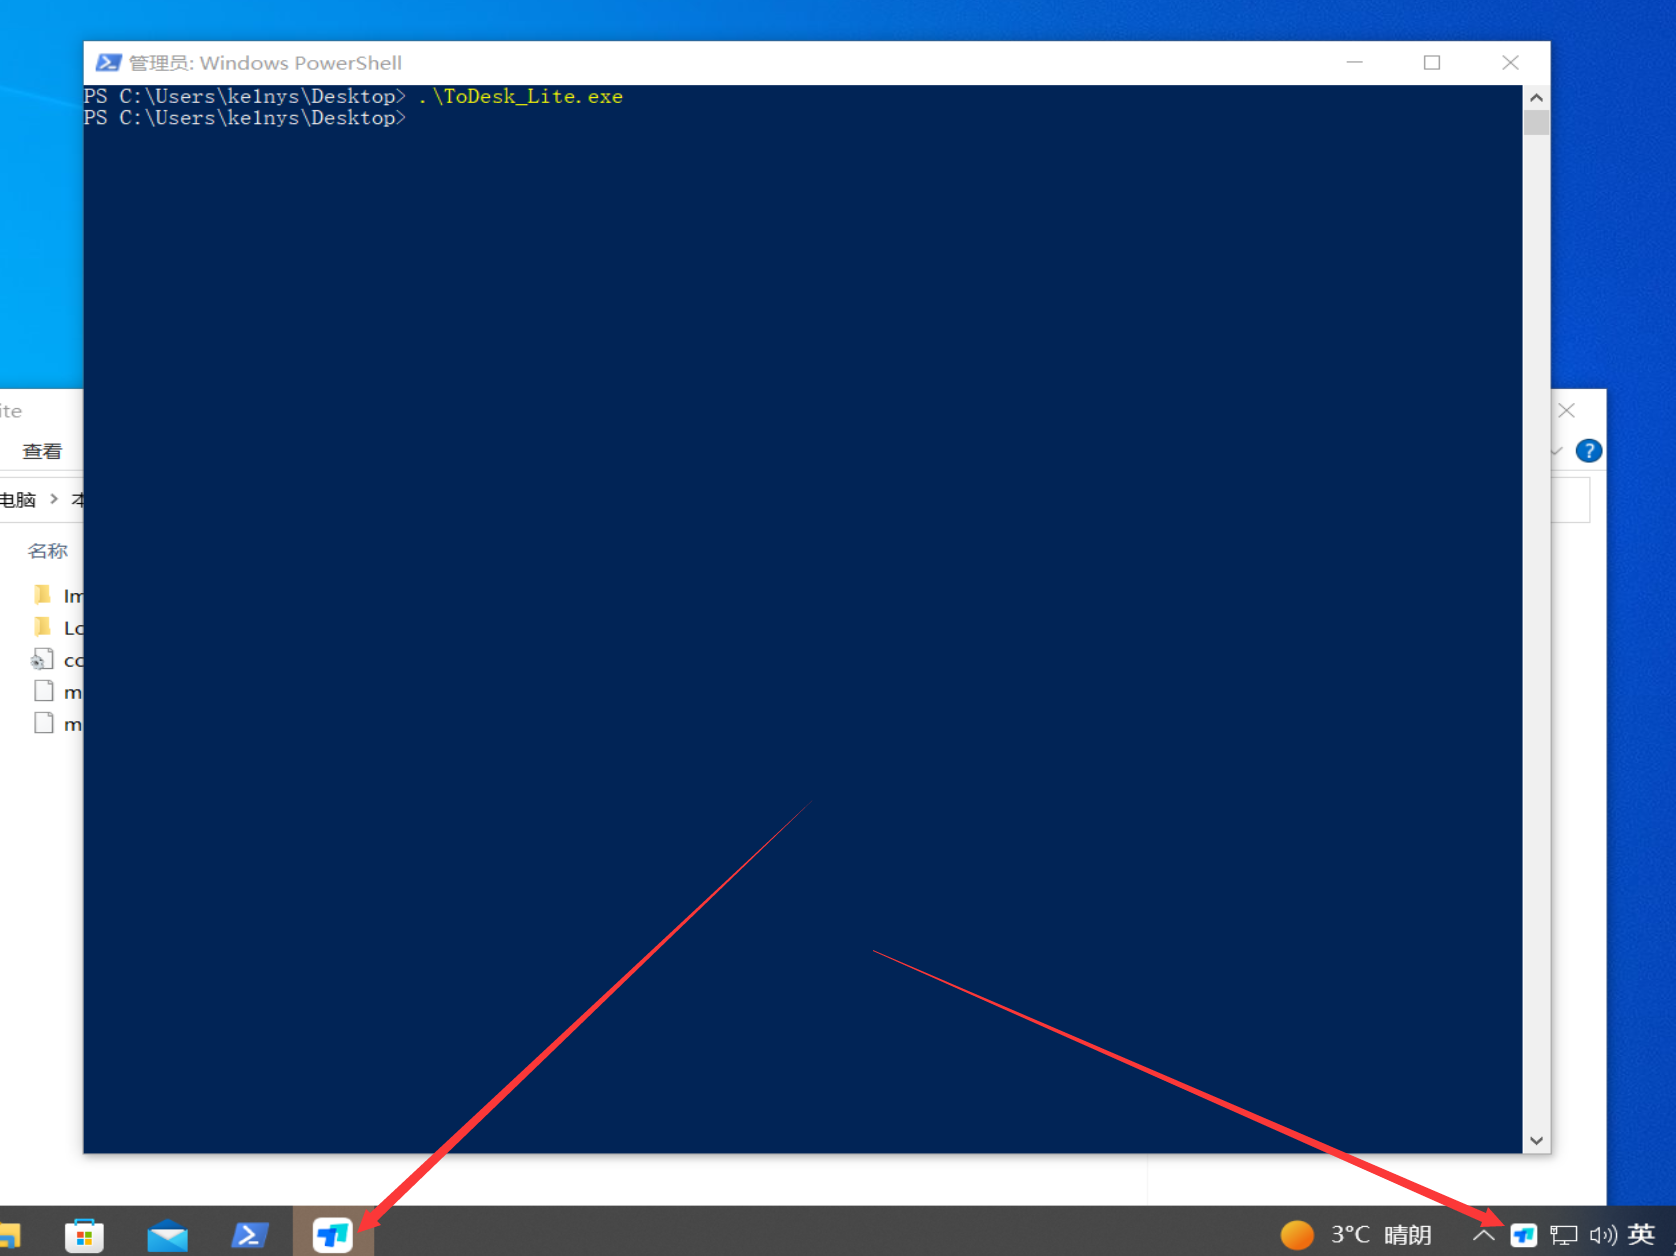 管理员: Windows PowerShell
PS C:\Users\ke1nys\Desktop> .\ToDesk_Lite.exe
PS C:\Users\ke1nys\Desktop>
ite
查看
电脑 > 本
名称
Im
Lo
co
m
m
3°C 晴朗
英